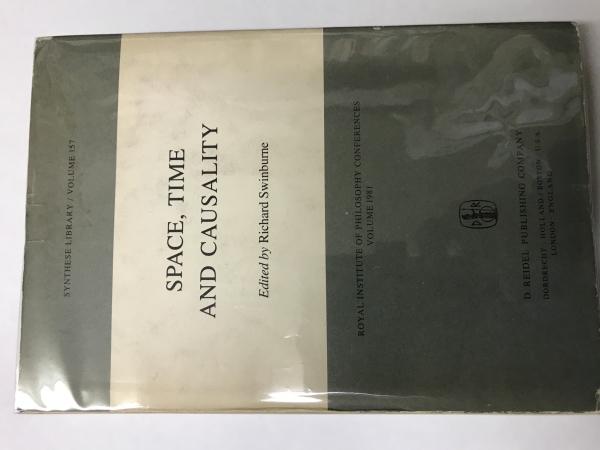 SYNTHESE LIBRARY / VOLUME 157
SPACE, TIME
AND CAUSALITY
Edited by Richard Swinburne
ROYAL INSTITUTE OF PHILOSOPHY CONFERENCES
VOLUME 1981
D R
D. REIDEL PUBLISHING COMPANY
DORDRECHT : HOLLAND / BOSTON : U.S.A.
LONDON : ENGLAND